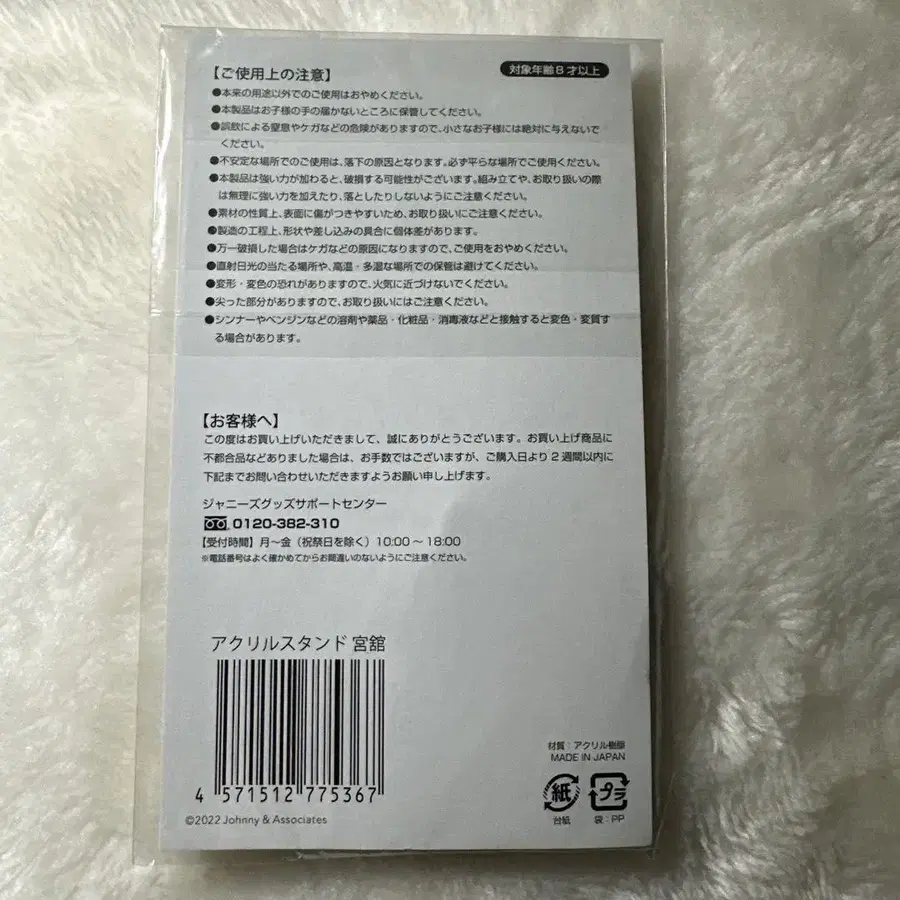 【ご使用上の注意】
対象年齢8才以上
●本来の用途以外でのご使用はおやめください。
●本製品はお子様の手の届かないところに保管してください。
●誤飲による窒息やケガなどの危険がありますので、小さなお子様には絶対に与えないで
ください。
●不安定な場所でのご使用は、落下の原因となります。必ず平らな場所でご使用ください。
●本製品は強い力が加わると、破損する可能性がございます。組み立てや、お取り扱いの際
は無理に強い力を加えたり、落としたりしないようにご注意ください。
●素材の性質上、表面に傷がつきやすいため、お取り扱いにご注意ください。
●製造の工程上、形状や差し込みの具合に個体差があります。
●万一破損した場合はケガなどの原因になりますので、ご使用をおやめください。
●直射日光の当たる場所や、高温・多湿な場所での保管は避けてください。
●変形・変色の恐れがありますので、火気に近づけないでください。
●尖った部分がありますので、お取り扱いにはご注意ください。
●シンナーやベンジンなどの溶剤や薬品・化粧品・消毒液などと接触すると変色・変質す
る場合があります。
【お客様へ】
この度はお買い上げいただきまして、誠にありがとうございます。お買い上げ商品に
不都合品などありました場合は、お手数ではございますが、ご購入日より2週間以内に
下記までお問い合わせいただきますようお願い申し上げます。
ジャニーズグッズサポートセンター
0120-382-310
【受付時間】月～金（祝祭日を除く）10:00～18:00
※電話番号はよく確かめてからお間違いのないようにご注意ください。
アクリルスタンド 宮舘
4 571512 775367
©2022 Johnny & Associates
材質：アクリル樹脂
MADE IN JAPAN
紙
プラ
台紙
袋：PP